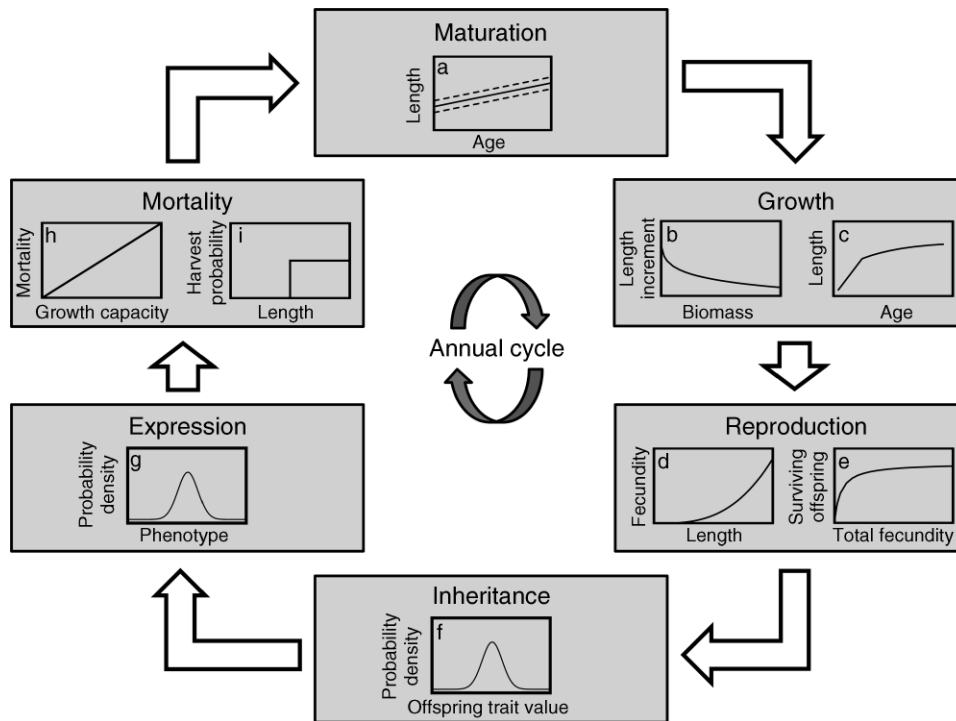 Maturation
a
Length
Age
Growth
b
Length
increment
Biomass
c
Length
Age
Reproduction
d
Fecundity
Length
e
Surviving
offspring
Total fecundity
Inheritance
f
Probability
density
Offspring trait value
Expression
g
Probability
density
Phenotype
Mortality
h
Mortality
Growth capacity
i
Harvest
probability
Length
Annual cycle